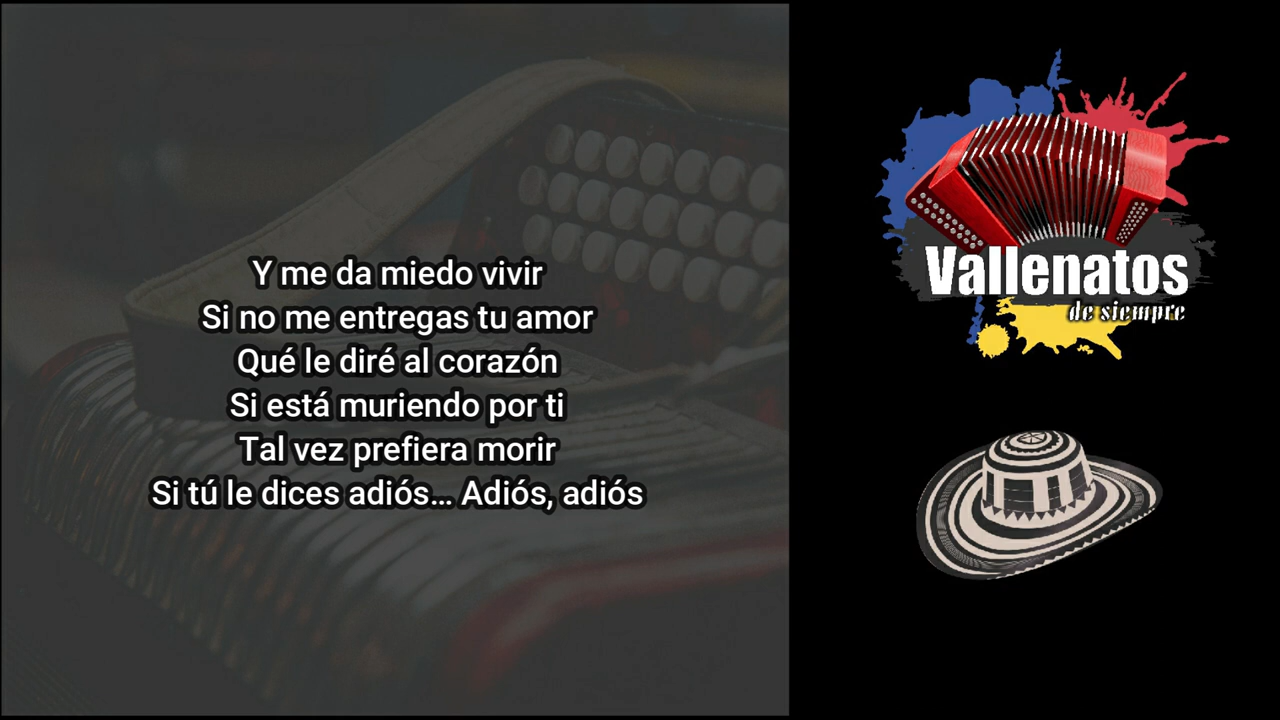 Y me da miedo vivir
Si no me entregas tu amor
Qué le diré al corazón
Si está muriendo por ti
Tal vez prefiera morir
Si tú le dices adiós... Adiós, adiós
Vallenatos
de siempre